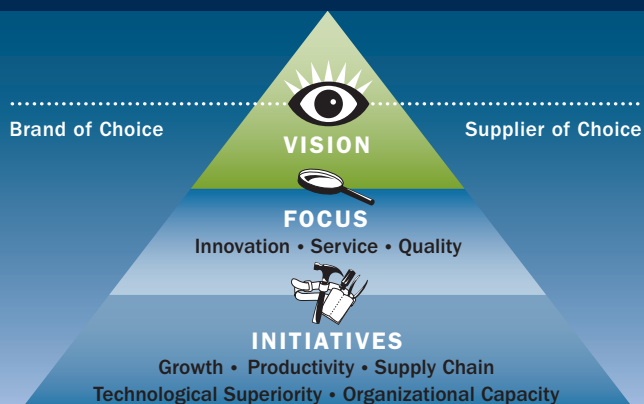 Brand of Choice
Supplier of Choice
VISION
FOCUS
Innovation • Service • Quality
INITIATIVES
Growth • Productivity • Supply Chain
Technological Superiority • Organizational Capacity